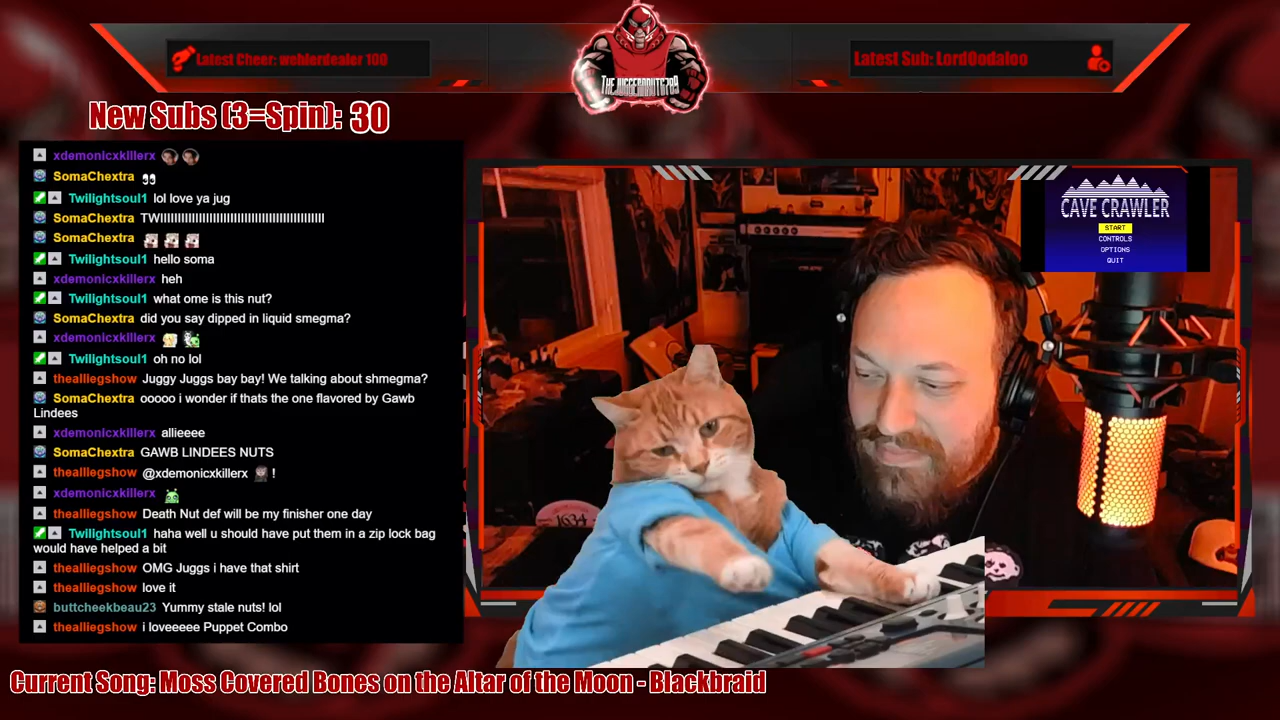 Latest Cheer: wehlerdealer 100
THEJUGGERNAUT6789
Latest Sub: LordOodaloo
New Subs (3=Spin): 30
xdemonicxkillerx
SomaChextra
Twilightsoul1 lol love ya jug
SomaChextra TWIIIIIIIIIIIIIIIIIIIIIIIIIIIIIIIIIIIIIIIIIIIIIII
SomaChextra
Twilightsoul1 hello soma
xdemonicxkillerx heh
Twilightsoul1 what ome is this nut?
SomaChextra did you say dipped in liquid smegma?
xdemonicxkillerx
Twilightsoul1 oh no lol
thealliegshow Juggy Juggs bay bay! We talking about shmegma?
SomaChextra ooooo i wonder if thats the one flavored by Gawb
Lindees
xdemonicxkillerx allieeee
SomaChextra GAWB LINDEES NUTS
thealliegshow @xdemonicxkillerx !
xdemonicxkillerx
thealliegshow Death Nut def will be my finisher one day
Twilightsoul1 haha well u should have put them in a zip lock bag
would have helped a bit
thealliegshow OMG Juggs i have that shirt
thealliegshow love it
buttcheekbeau23 Yummy stale nuts! lol
thealliegshow i loveeeee Puppet Combo
CAVE CRAWLER
START
CONTROLS
OPTIONS
QUIT
Current Song: Moss Covered Bones on the Altar of the Moon - Blackbraid